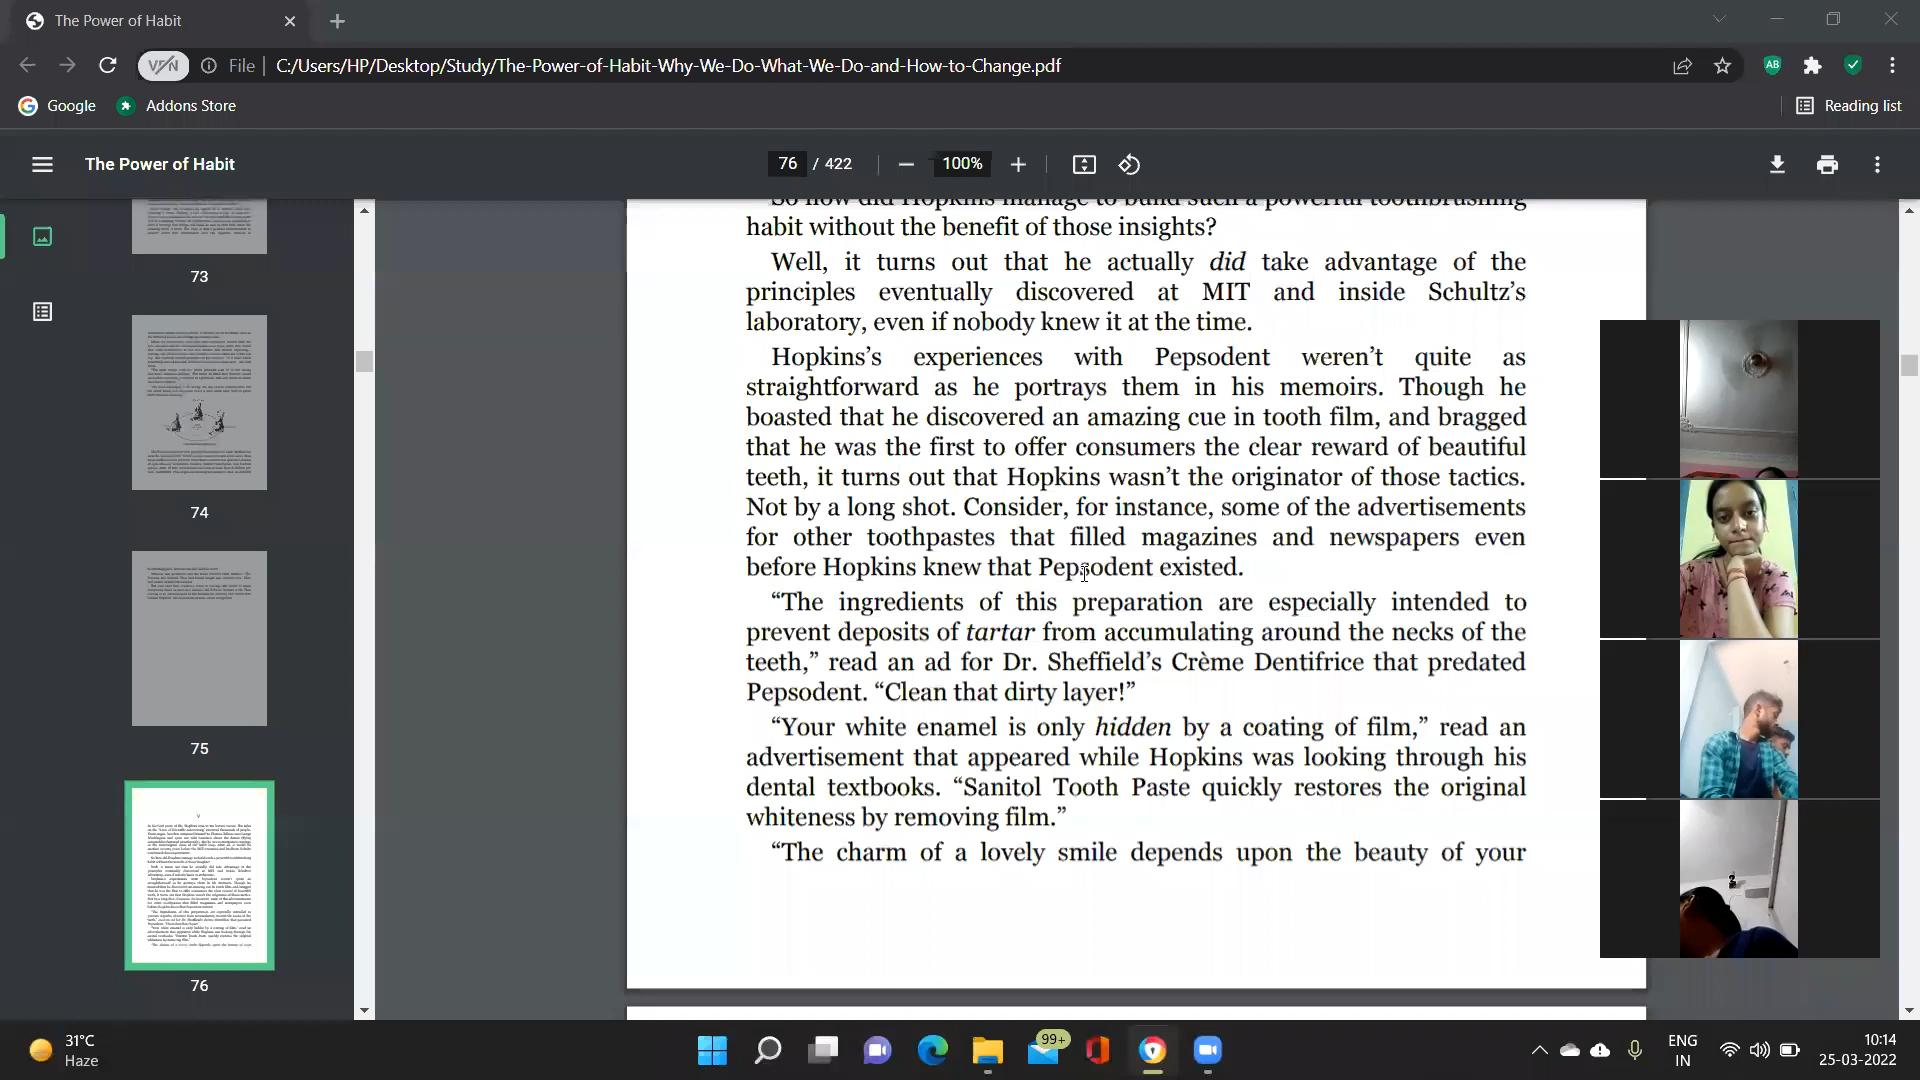 The Power of Habit
VPN
File
C:/Users/HP/Desktop/Study/The-Power-of-Habit-Why-We-Do-What-We-Do-and-How-to-Change.pdf
AB
Google
Addons Store
Reading list
The Power of Habit
76 / 422
100%
73
74
75
76
So how did Hopkins manage to build such a powerful toothbrushing
habit without the benefit of those insights?
Well, it turns out that he actually did take advantage of the
principles eventually discovered at MIT and inside Schultz’s
laboratory, even if nobody knew it at the time.
Hopkins’s experiences with Pepsodent weren’t quite as
straightforward as he portrays them in his memoirs. Though he
boasted that he discovered an amazing cue in tooth film, and bragged
that he was the first to offer consumers the clear reward of beautiful
teeth, it turns out that Hopkins wasn’t the originator of those tactics.
Not by a long shot. Consider, for instance, some of the advertisements
for other toothpastes that filled magazines and newspapers even
before Hopkins knew that Pepsodent existed.
“The ingredients of this preparation are especially intended to
prevent deposits of tartar from accumulating around the necks of the
teeth,” read an ad for Dr. Sheffield’s Crème Dentifrice that predated
Pepsodent. “Clean that dirty layer!”
“Your white enamel is only hidden by a coating of film,” read an
advertisement that appeared while Hopkins was looking through his
dental textbooks. “Sanitol Tooth Paste quickly restores the original
whiteness by removing film.”
“The charm of a lovely smile depends upon the beauty of your
31°C
Haze
99+
ENG
IN
10:14
25-03-2022